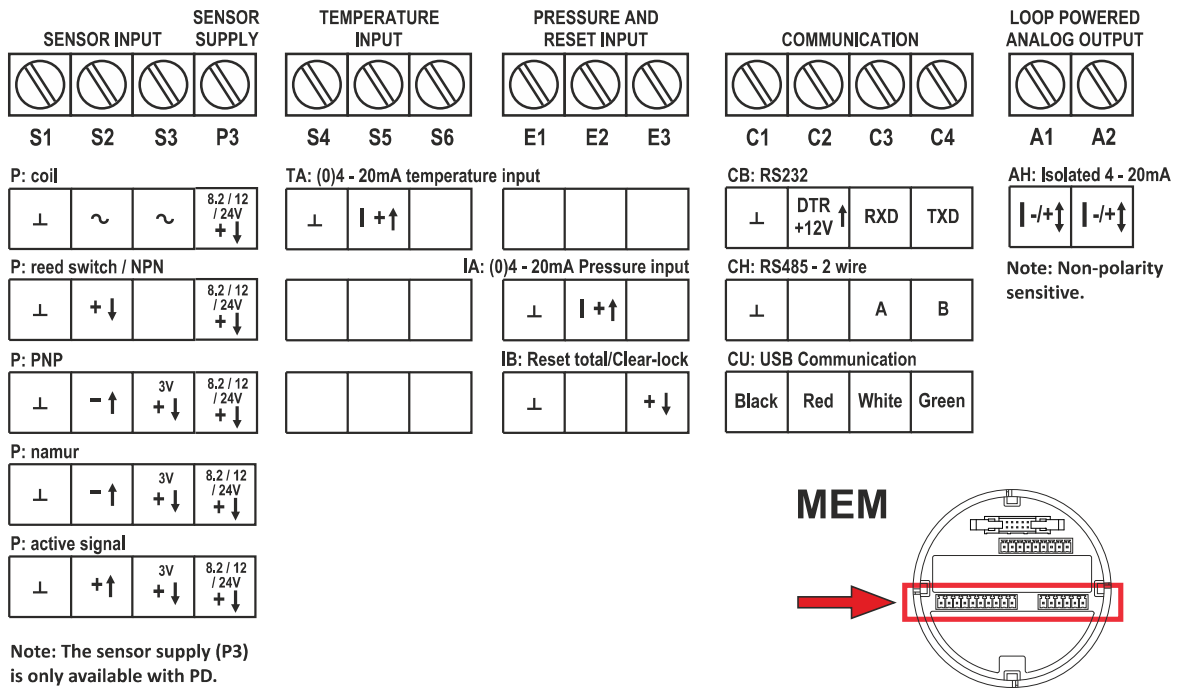 SENSOR INPUT
SENSOR
SUPPLY
TEMPERATURE
INPUT
PRESSURE AND
RESET INPUT
COMMUNICATION
LOOP POWERED
ANALOG OUTPUT
S1 S2 S3 P3 S4 S5 S6 E1 E2 E3 C1 C2 C3 C4 A1 A2
P: coil
⊥ ~ ~ 8.2 / 12
/ 24V
+ ↓
TA: (0)4 - 20mA temperature input
⊥ I +↑
CB: RS232
⊥ DTR
+12V ↑ RXD TXD
AH: Isolated 4 - 20mA
I -/+↕ I -/+↕
Note: Non-polarity
sensitive.
P: reed switch / NPN
⊥ + ↓ 8.2 / 12
/ 24V
+ ↓
IA: (0)4 - 20mA Pressure input
⊥ I +↑
CH: RS485 - 2 wire
⊥ A B
P: PNP
⊥ - ↑ 3V
+ ↓ 8.2 / 12
/ 24V
+ ↓
IB: Reset total/Clear-lock
⊥ + ↓
CU: USB Communication
Black Red White Green
P: namur
⊥ - ↑ 3V
+ ↓ 8.2 / 12
/ 24V
+ ↓
P: active signal
⊥ +↑ 3V
+ ↓ 8.2 / 12
/ 24V
+ ↓
Note: The sensor supply (P3)
is only available with PD.
MEM